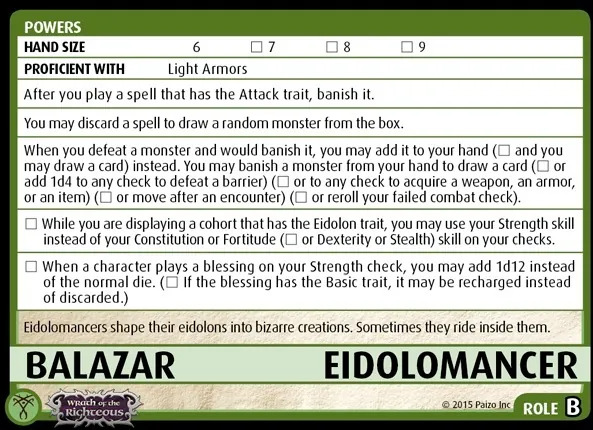 POWERS
HAND SIZE 6 ☐ 7 ☐ 8 ☐ 9
PROFICIENT WITH Light Armors
After you play a spell that has the Attack trait, banish it.
You may discard a spell to draw a random monster from the box.
When you defeat a monster and would banish it, you may add it to your hand (☐ and you
may draw a card) instead. You may banish a monster from your hand to draw a card (☐ or
add 1d4 to any check to defeat a barrier) (☐ or to any check to acquire a weapon, an armor,
or an item) (☐ or move after an encounter) (☐ or reroll your failed combat check).
☐ While you are displaying a cohort that has the Eidolon trait, you may use your Strength skill
instead of your Constitution or Fortitude (☐ or Dexterity or Stealth) skill on your checks.
☐ When a character plays a blessing on your Strength check, you may add 1d12 instead
of the normal die. (☐ If the blessing has the Basic trait, it may be recharged instead
of discarded.)
Eidolomancers shape their eidolons into bizarre creations. Sometimes they ride inside them.
BALAZAR EIDOLOMANCER
Wrath of the
Righteous
© 2015 Paizo Inc ROLE B